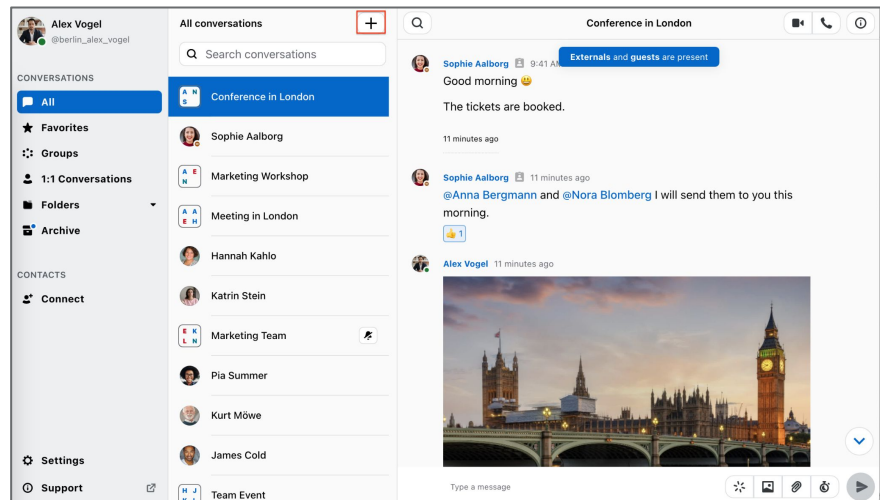 Alex Vogel
@berlin_alex_vogel
CONVERSATIONS
All
Favorites
Groups
1:1 Conversations
Folders
Archive
CONTACTS
Connect
Settings
Support
All conversations
Search conversations
A N
S
Conference in London
Sophie Aalborg
A E
N
Marketing Workshop
A A
E H
Meeting in London
Hannah Kahlo
Katrin Stein
E K
L N
Marketing Team
Pia Summer
Kurt Möwe
James Cold
H J
Team Event
Conference in London
Externals and guests are present
Sophie Aalborg 9:41
Good morning 😀
The tickets are booked.
11 minutes ago
Sophie Aalborg 11 minutes ago
@Anna Bergmann and @Nora Blomberg I will send them to you this
morning.
👍 1
Alex Vogel 11 minutes ago
Type a message